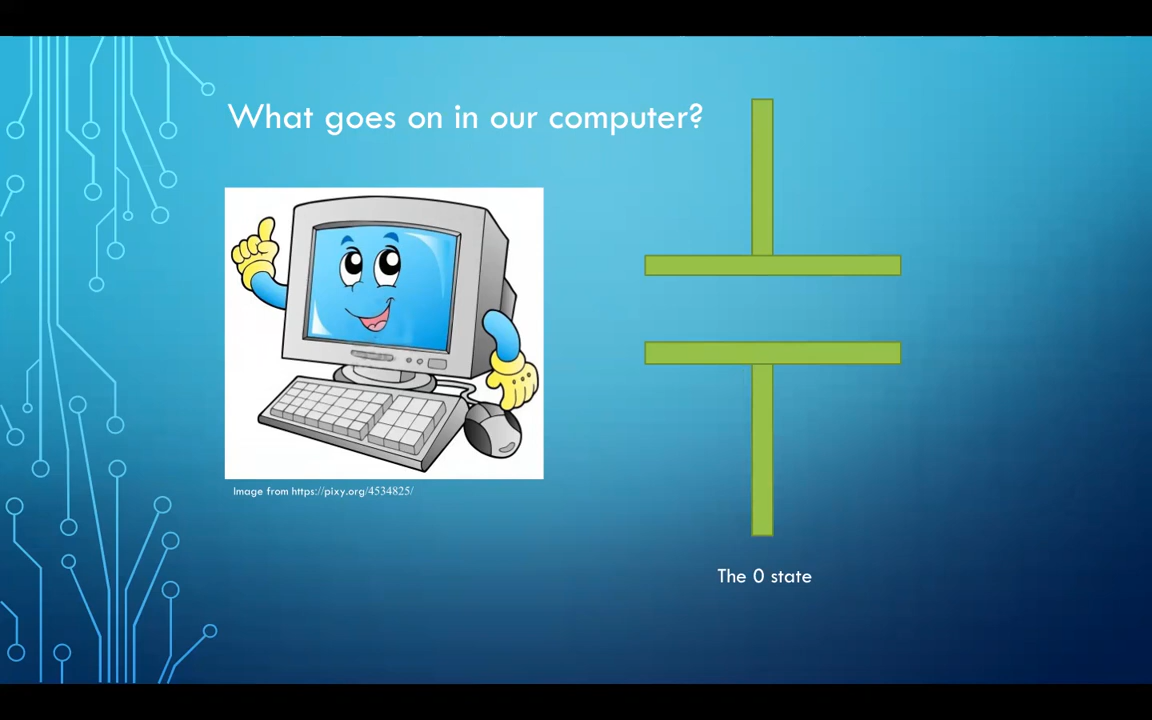 What goes on in our computer?
Image from https://pixy.org/4534825/
The 0 state